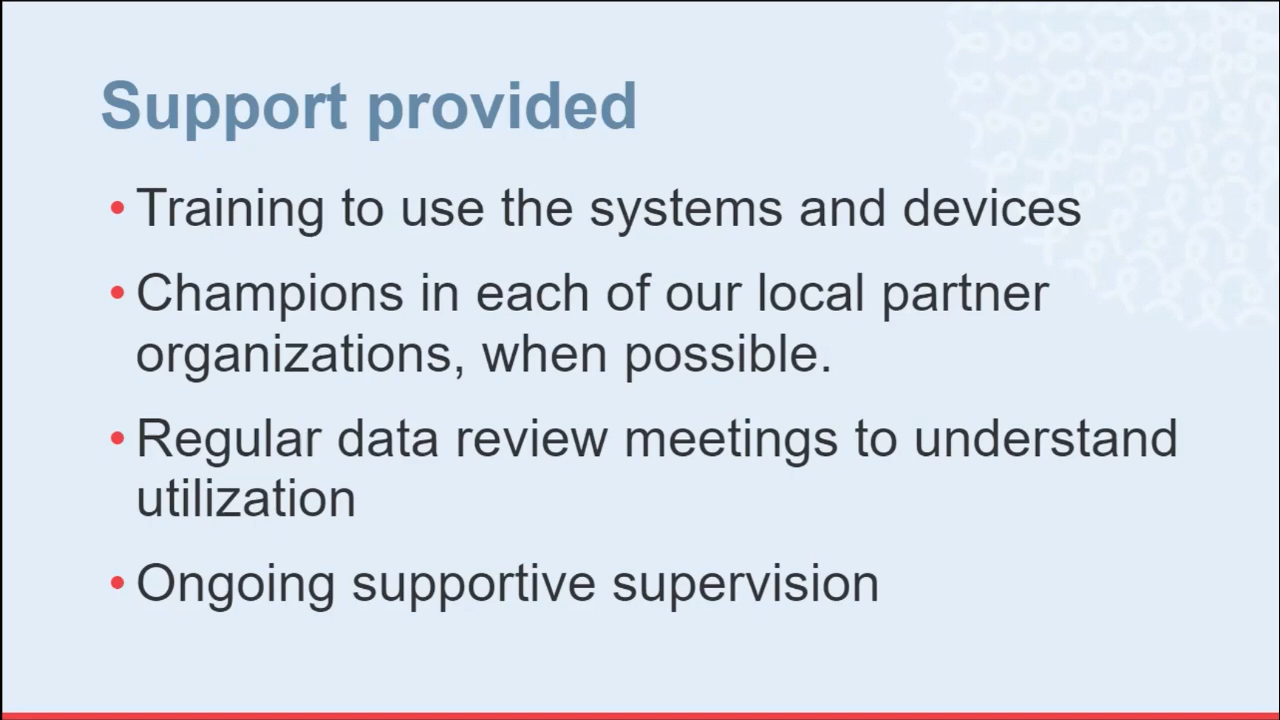 Support provided
• Training to use the systems and devices
• Champions in each of our local partner
organizations, when possible.
• Regular data review meetings to understand
utilization
• Ongoing supportive supervision